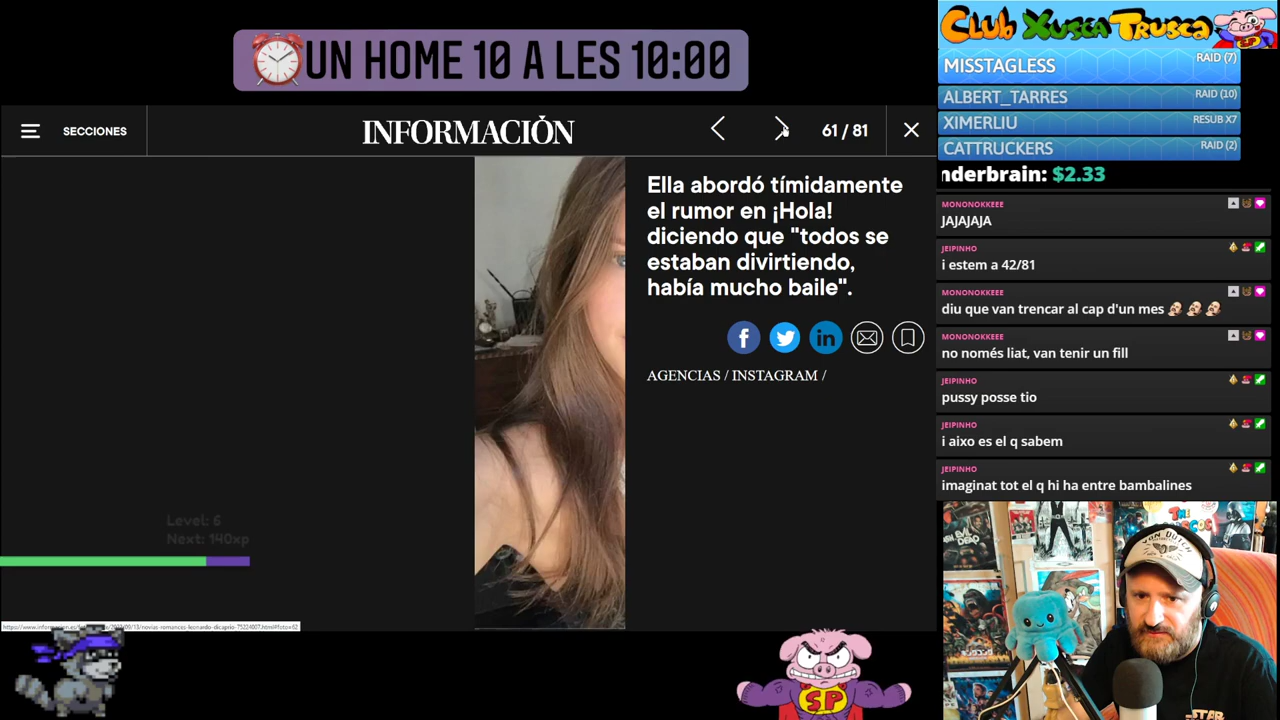 UN HOME 10 A LES 10:00
SECCIONES
INFORMACIÓN
61 / 81
Ella abordó tímidamente
el rumor en ¡Hola!
diciendo que "todos se
estaban divirtiendo,
había mucho baile".
AGENCIAS / INSTAGRAM /
Level: 6
Next: 140xp
SP
Club Xusca Trusca
SP
MISSTAGLESS RAID (7)
ALBERT_TARRES RAID (10)
XIMERLIU RESUB X7
CATTRUCKERS RAID (2)
nderbrain: $2.33
MONONOKKEEE
JAJAJAJA
JEIPINHO
i estem a 42/81
MONONOKKEEE
diu que van trencar al cap d'un mes
MONONOKKEEE
no només liat, van tenir un fill
JEIPINHO
pussy posse tio
JEIPINHO
i aixo es el q sabem
JEIPINHO
imaginat tot el q hi ha entre bambalines
VON DUTCH
STAR